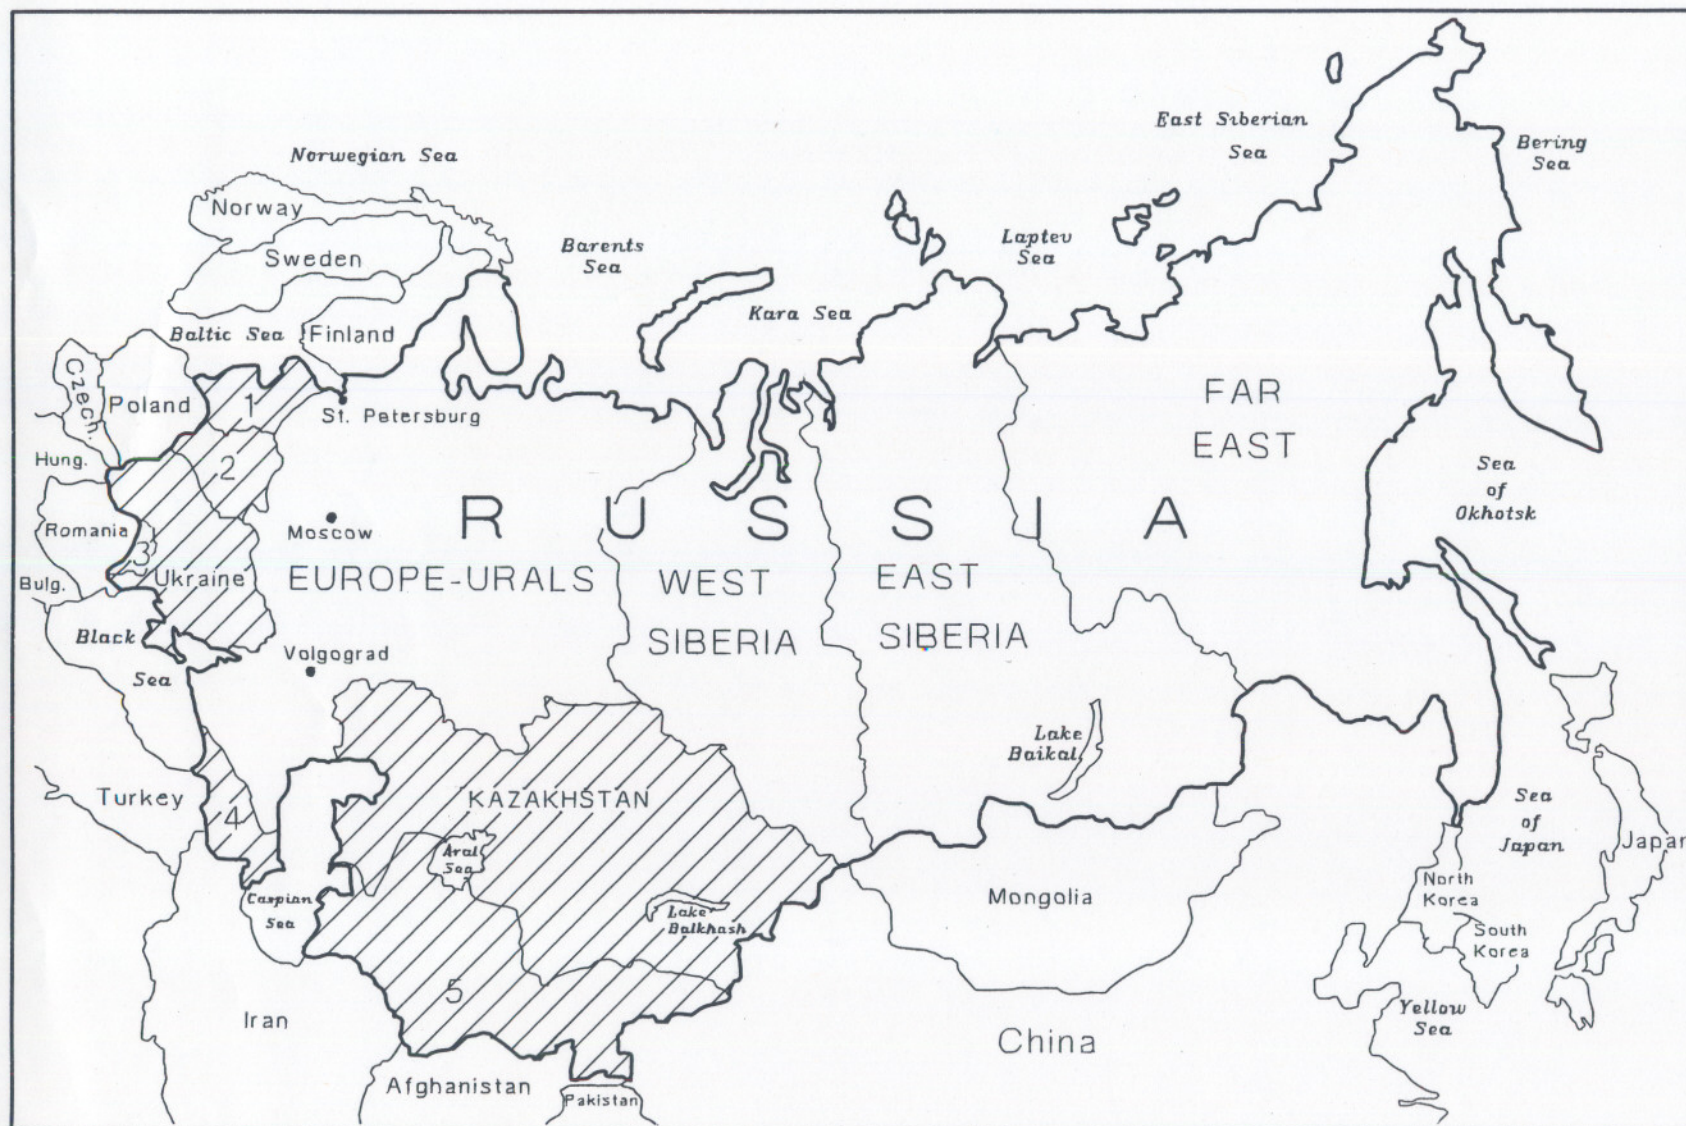 East Siberian
Sea
Bering
Sea
Norwegian Sea
Norway
Sweden
Barents
Sea
Laptev
Sea
Kara Sea
Baltic Sea
Finland
Czech.
Poland
1
St. Petersburg
FAR
EAST
Hung.
2
Sea
of
Okhotsk
RUSSIA
Romania
Moscow
3
Ukraine
Bulg.
EUROPE-URALS
WEST
SIBERIA
EAST
SIBERIA
Black
Sea
Volgograd
Lake
Baikal
Turkey
4
KAZAKHSTAN
Aral
Sea
Sea
of
Japan
Japan
Caspian
Sea
Lake
Balkhash
Mongolia
North
Korea
South
Korea
5
Iran
Yellow
Sea
China
Afghanistan
Pakistan